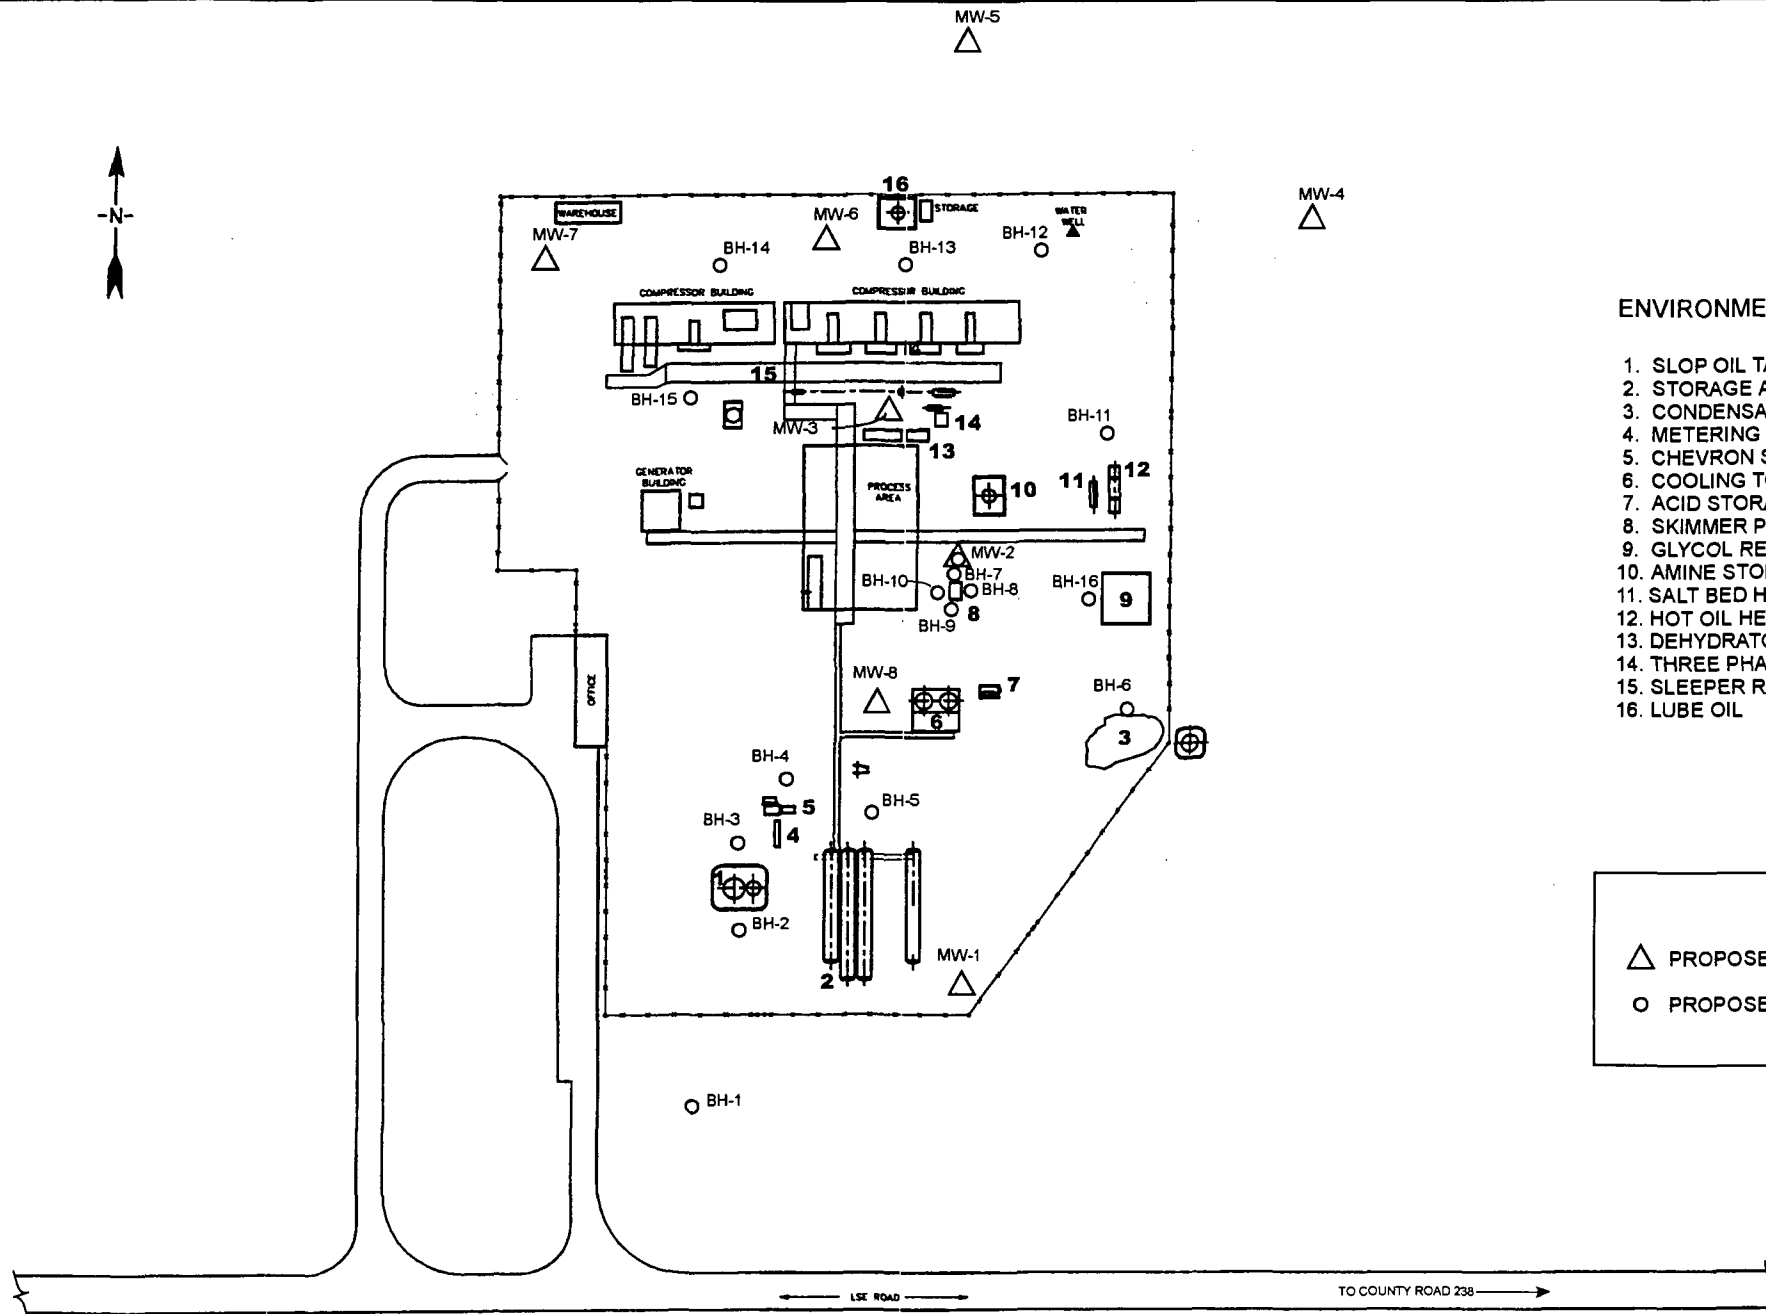 MW-5
-N-
16
MW-4
WAREHOUSE
STORAGE
WATER
WELL
MW-6
MW-7
BH-12
BH-14
BH-13
COMPRESSOR BUILDING
COMPRESSOR BUILDING
ENVIRONME
15
BH-15
MW-3
14
BH-11
13
GENERATOR
BUILDING
PROCESS
AREA
10
11
12
MW-2
BH-7
BH-10
BH-8
BH-16
9
8
BH-9
MW-8
7
BH-6
OFFICE
6
3
BH-4
5
BH-5
BH-3
4
1
BH-2
MW-1
2
BH-1
1. SLOP OIL TA
2. STORAGE A
3. CONDENSA
4. METERING
5. CHEVRON S
6. COOLING TO
7. ACID STORA
8. SKIMMER P
9. GLYCOL RE
10. AMINE STO
11. SALT BED H
12. HOT OIL HE
13. DEHYDRATO
14. THREE PHA
15. SLEEPER R
16. LUBE OIL
PROPOSE
PROPOSE
LSE ROAD
TO COUNTY ROAD 238